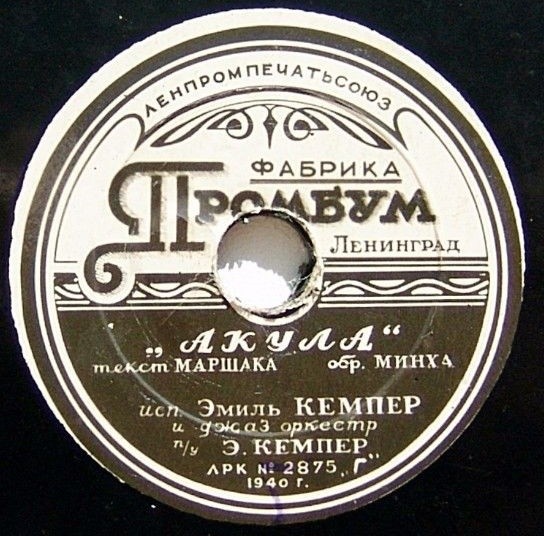 ЛЕНПРОМПЕЧАТЬСОЮЗ
ФАБРИКА
ПРОМБУМ
ЛЕНИНГРАД
„АКУЛА“
текст МАРШАКА обр. МИНХА
исп. Эмиль КЕМПЕР
и джаз оркестр
п/у Э. КЕМПЕР
ЛРК № 2875 „Г“
1940 г.